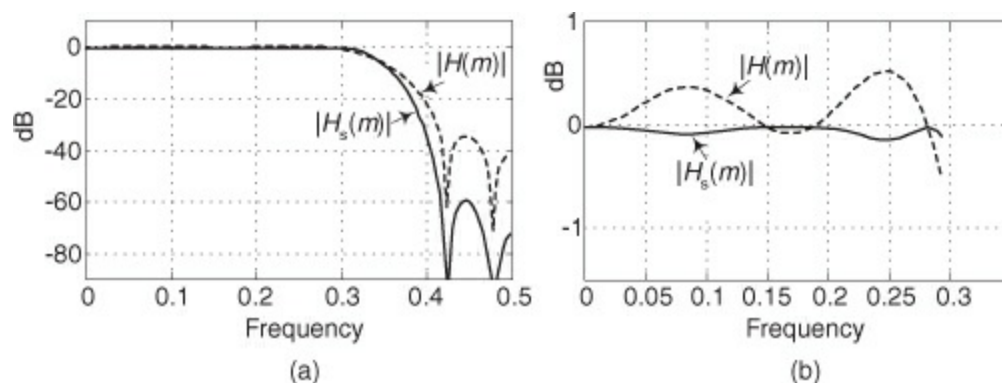 0
-20
-40
-60
-80
dB
|H(m)|
|Hs(m)|
0 0.1 0.2 0.3 0.4 0.5
Frequency
(a)
1
0
-1
dB
|H(m)|
|Hs(m)|
0 0.05 0.1 0.15 0.2 0.25 0.3
Frequency
(b)